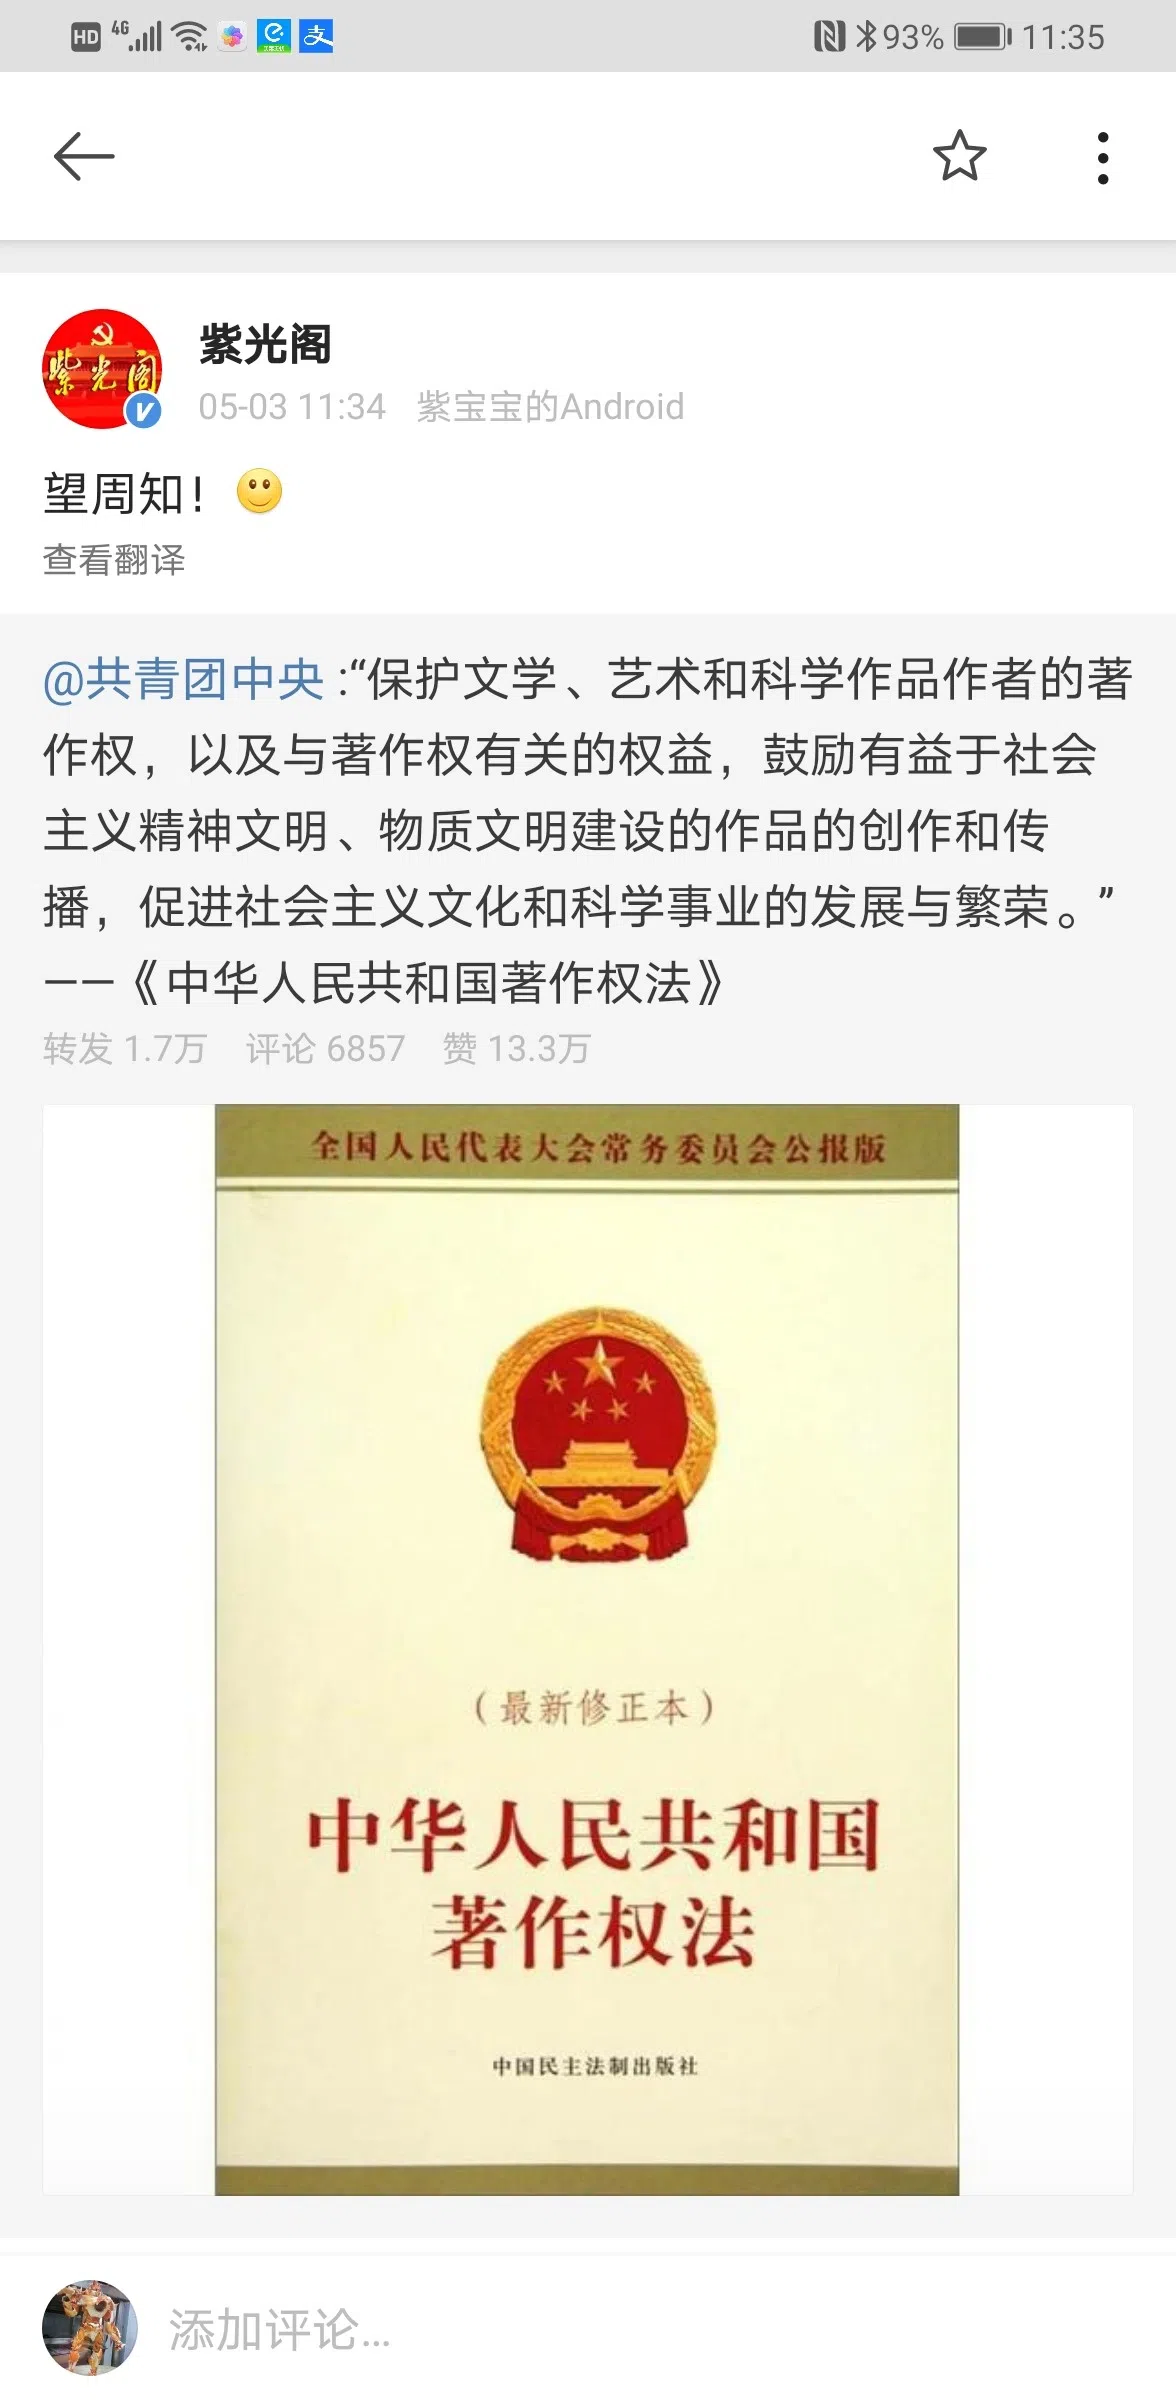 HD 4G 93% 11:35
紫光阁
紫光阁
05-03 11:34 紫宝宝的Android
望周知！
查看翻译
@共青团中央 :“保护文学、艺术和科学作品作者的著
作权，以及与著作权有关的权益，鼓励有益于社会
主义精神文明、物质文明建设的作品的创作和传
播，促进社会主义文化和科学事业的发展与繁荣。”
——《中华人民共和国著作权法》
转发 1.7万 评论 6857 赞 13.3万
全国人民代表大会常务委员会公报版
（最新修正本）
中华人民共和国
著作权法
中国民主法制出版社
添加评论...